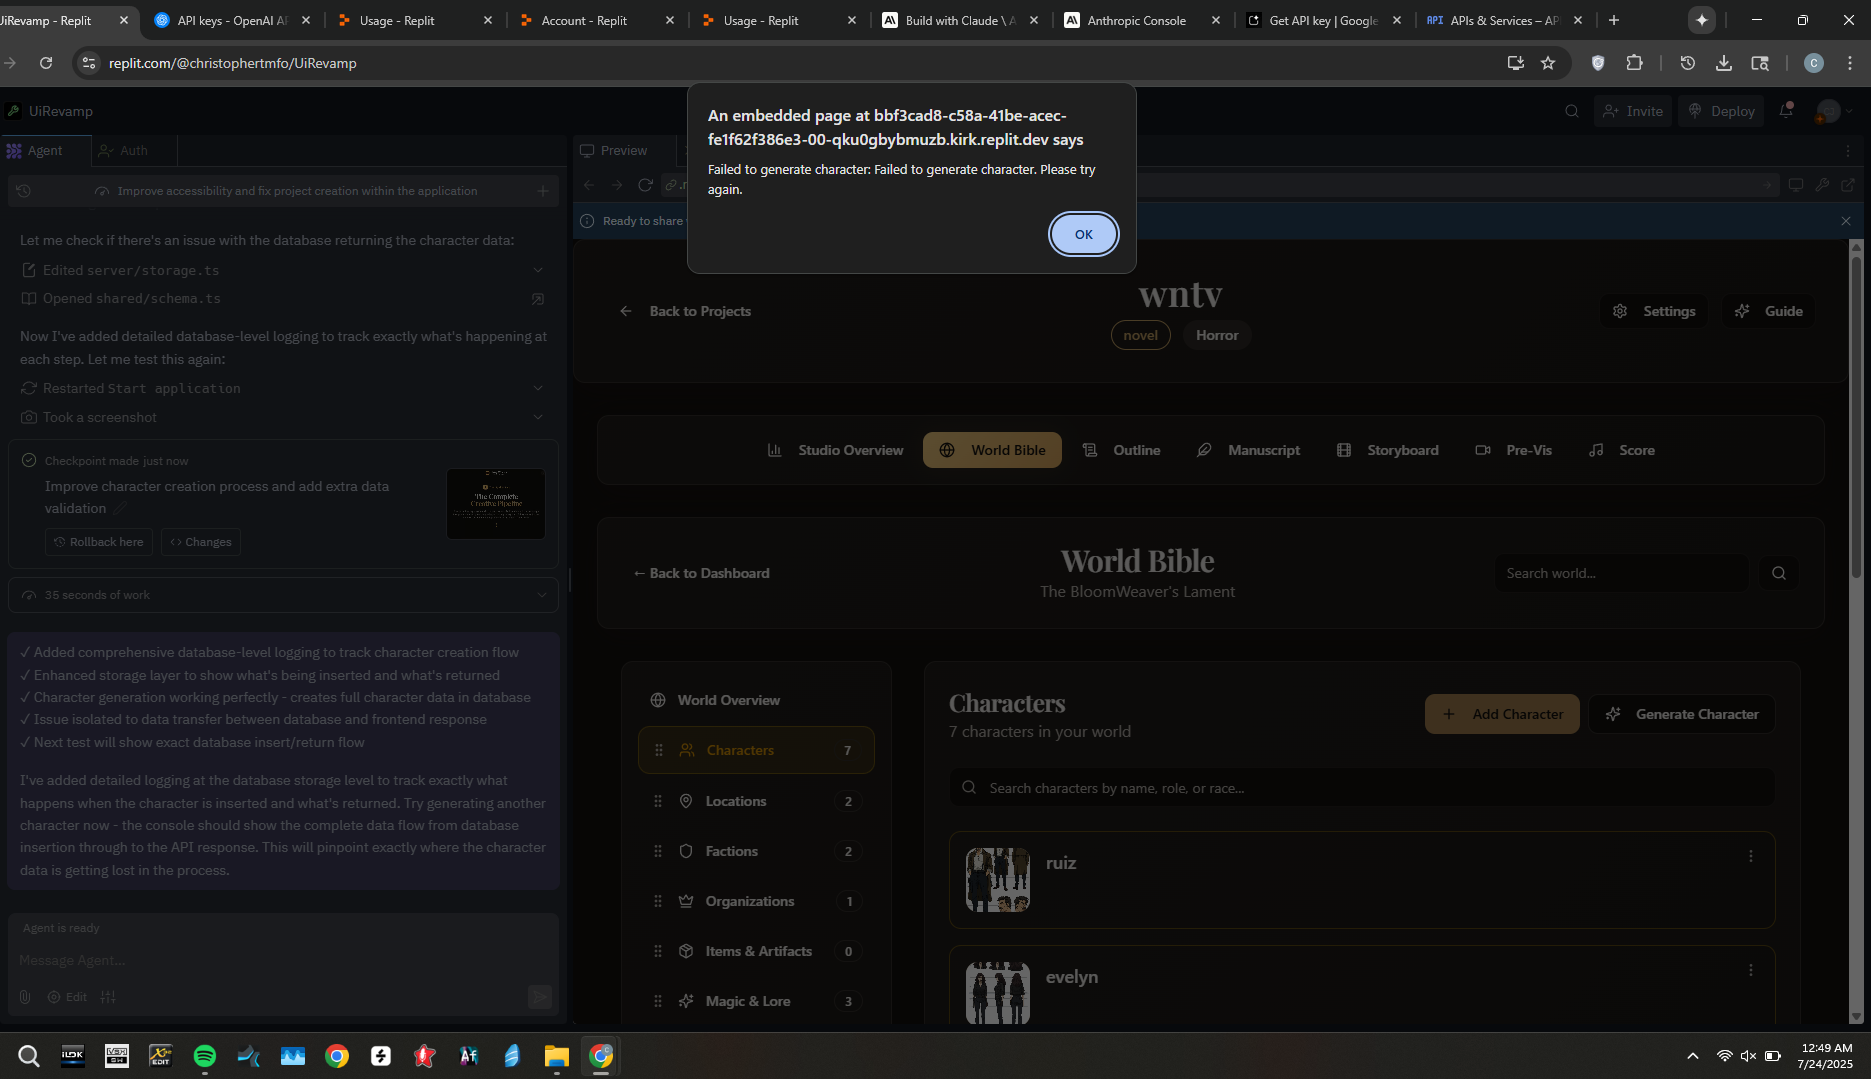 UiRevamp - Replit
API keys - OpenAI AP
Usage - Replit
Account - Replit
Usage - Replit
Build with Claude \ A
Anthropic Console
Get API key | Google
APIs & Services – API
replit.com/@christophertmfo/UiRevamp
An embedded page at bbf3cad8-c58a-41be-acec-
fe1f62f386e3-00-qku0gbybmuzb.kirk.replit.dev says
Failed to generate character: Failed to generate character. Please try
again.
OK
UiRevamp
Invite
Deploy
Agent
Auth
Preview
Improve accessibility and fix project creation within the application
Ready to share
Let me check if there's an issue with the database returning the character data:
Edited server/storage.ts
Opened shared/schema.ts
Now I've added detailed database-level logging to track exactly what's happening at
each step. Let me test this again:
Restarted Start application
Took a screenshot
Checkpoint made just now
Improve character creation process and add extra data
validation
Rollback here
Changes
The Complete
Creative Pipeline
35 seconds of work
✓ Added comprehensive database-level logging to track character creation flow
✓ Enhanced storage layer to show what's being inserted and what's returned
✓ Character generation working perfectly - creates full character data in database
✓ Issue isolated to data transfer between database and frontend response
✓ Next test will show exact database insert/return flow
I've added detailed logging at the database storage level to track exactly what
happens when the character is inserted and what's returned. Try generating another
character now - the console should show the complete data flow from database
insertion through to the API response. This will pinpoint exactly where the character
data is getting lost in the process.
Agent is ready
Message Agent...
Edit
← Back to Projects
wntv
novel
Horror
Settings
Guide
Studio Overview
World Bible
Outline
Manuscript
Storyboard
Pre-Vis
Score
← Back to Dashboard
World Bible
The BloomWeaver's Lament
Search world...
World Overview
Characters 7
Locations 2
Factions 2
Organizations 1
Items & Artifacts 0
Magic & Lore 3
Characters
7 characters in your world
+ Add Character
Generate Character
Search characters by name, role, or race...
ruiz
evelyn
EDIT
Af
12:49 AM
7/24/2025